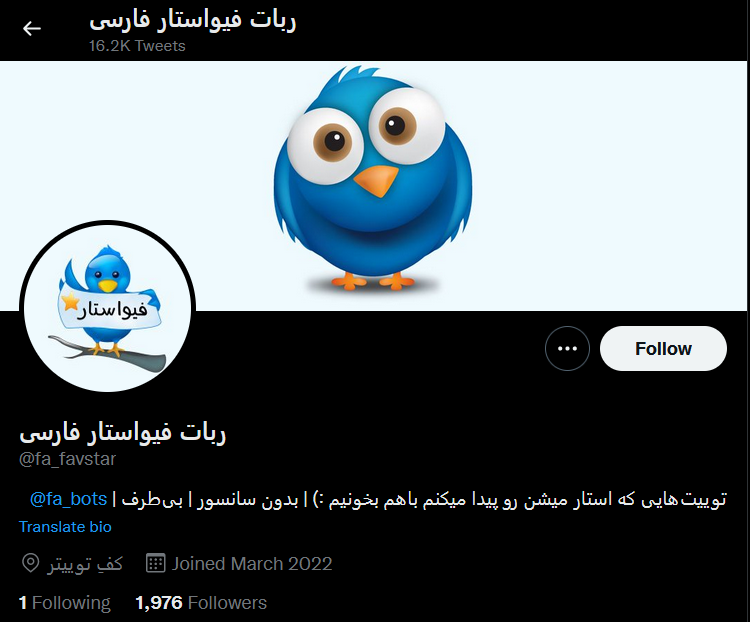 ربات فیواستار فارسی
16.2K Tweets
فیواستار
Follow
ربات فیواستار فارسی
@fa_favstar
توییت‌هایی که استار میشن رو پیدا میکنم باهم بخونیم :) | بدون سانسور | بی‌طرف | @fa_bots
Translate bio
کفِ توییتر Joined March 2022
1 Following 1,976 Followers